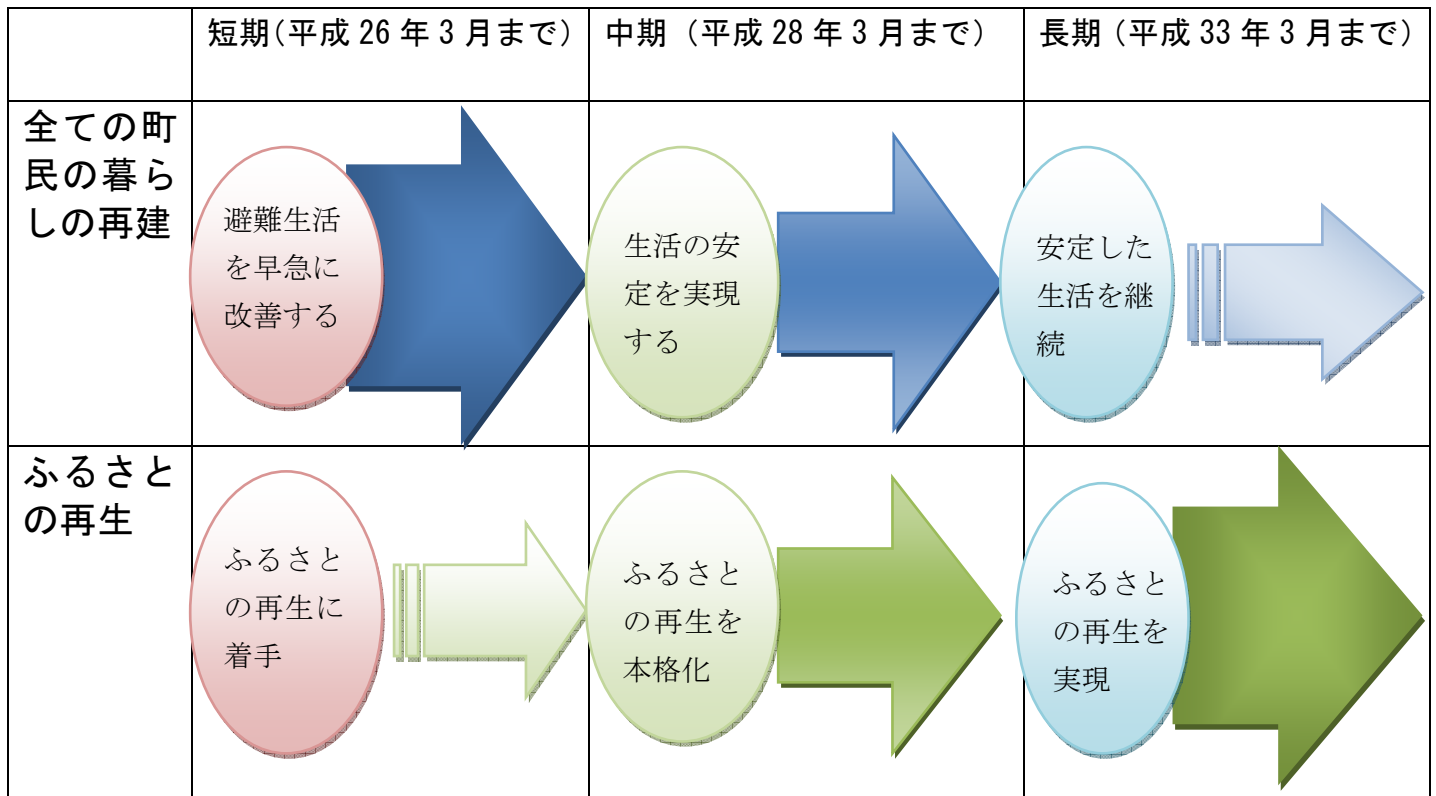 短期(平成 26 年 3 月まで)
中期（平成 28 年 3 月まで）
長期（平成 33 年 3 月まで）
全ての町
民の暮ら
しの再建
避難生活
を早急に
改善する
生活の安
定を実現
する
安定した
生活を継
続
ふるさと
の再生
ふるさと
の再生に
着手
ふるさと
の再生を
本格化
ふるさと
の再生を
実現